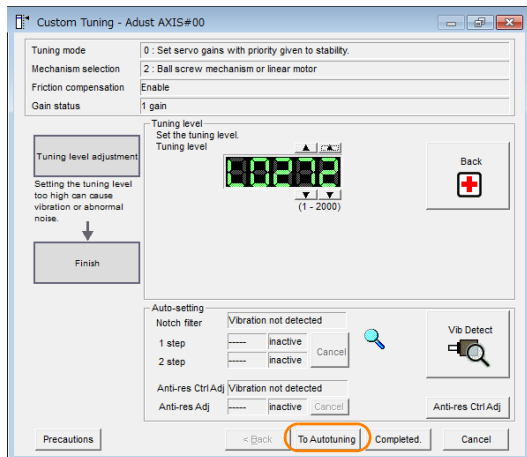 Custom Tuning - Adust AXIS#00
Tuning mode 0 : Set servo gains with priority given to stability.
Mechanism selection 2 : Ball screw mechanism or linear motor
Friction compensation Enable
Gain status 1 gain
Tuning level adjustment
Setting the tuning level
too high can cause
vibration or abnormal
noise.
Finish
Tuning level
Set the tuning level.
Tuning level
L0272
(1 - 2000)
Back
Auto-setting
Notch filter Vibration not detected
1 step ----- inactive
2 step ----- inactive
Cancel
Vib Detect
Anti-res Ctrl Adj Vibration not detected
Anti-res Adj ----- inactive Cancel
Anti-res Ctrl Adj
Precautions < Back To Autotuning Completed. Cancel